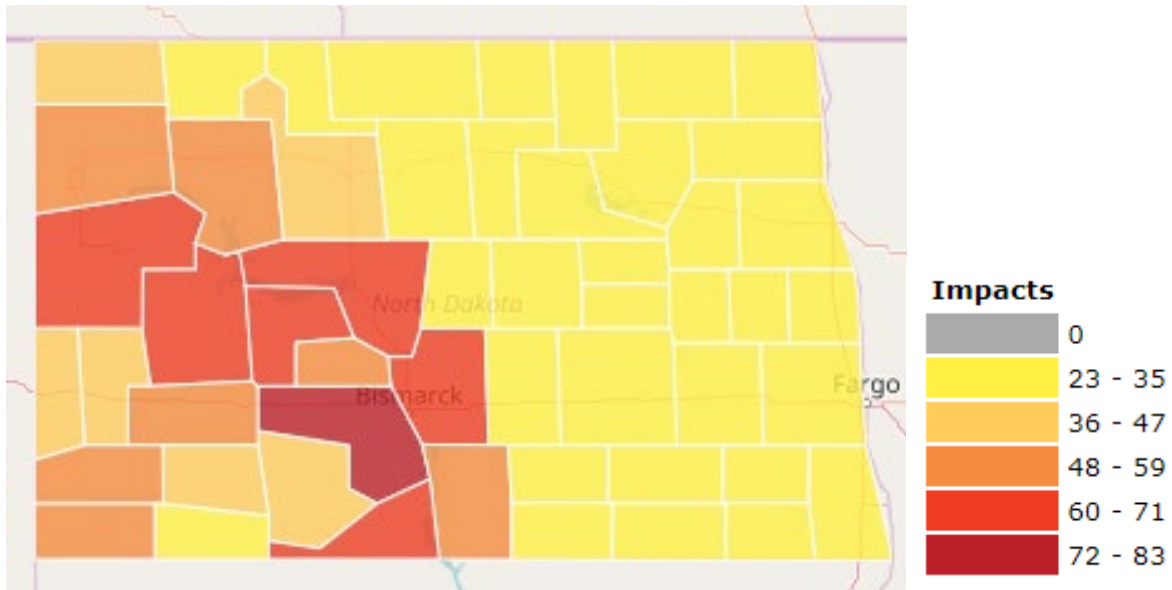 North Dakota
Bismarck
Fargo
Impacts
0
23 - 35
36 - 47
48 - 59
60 - 71
72 - 83